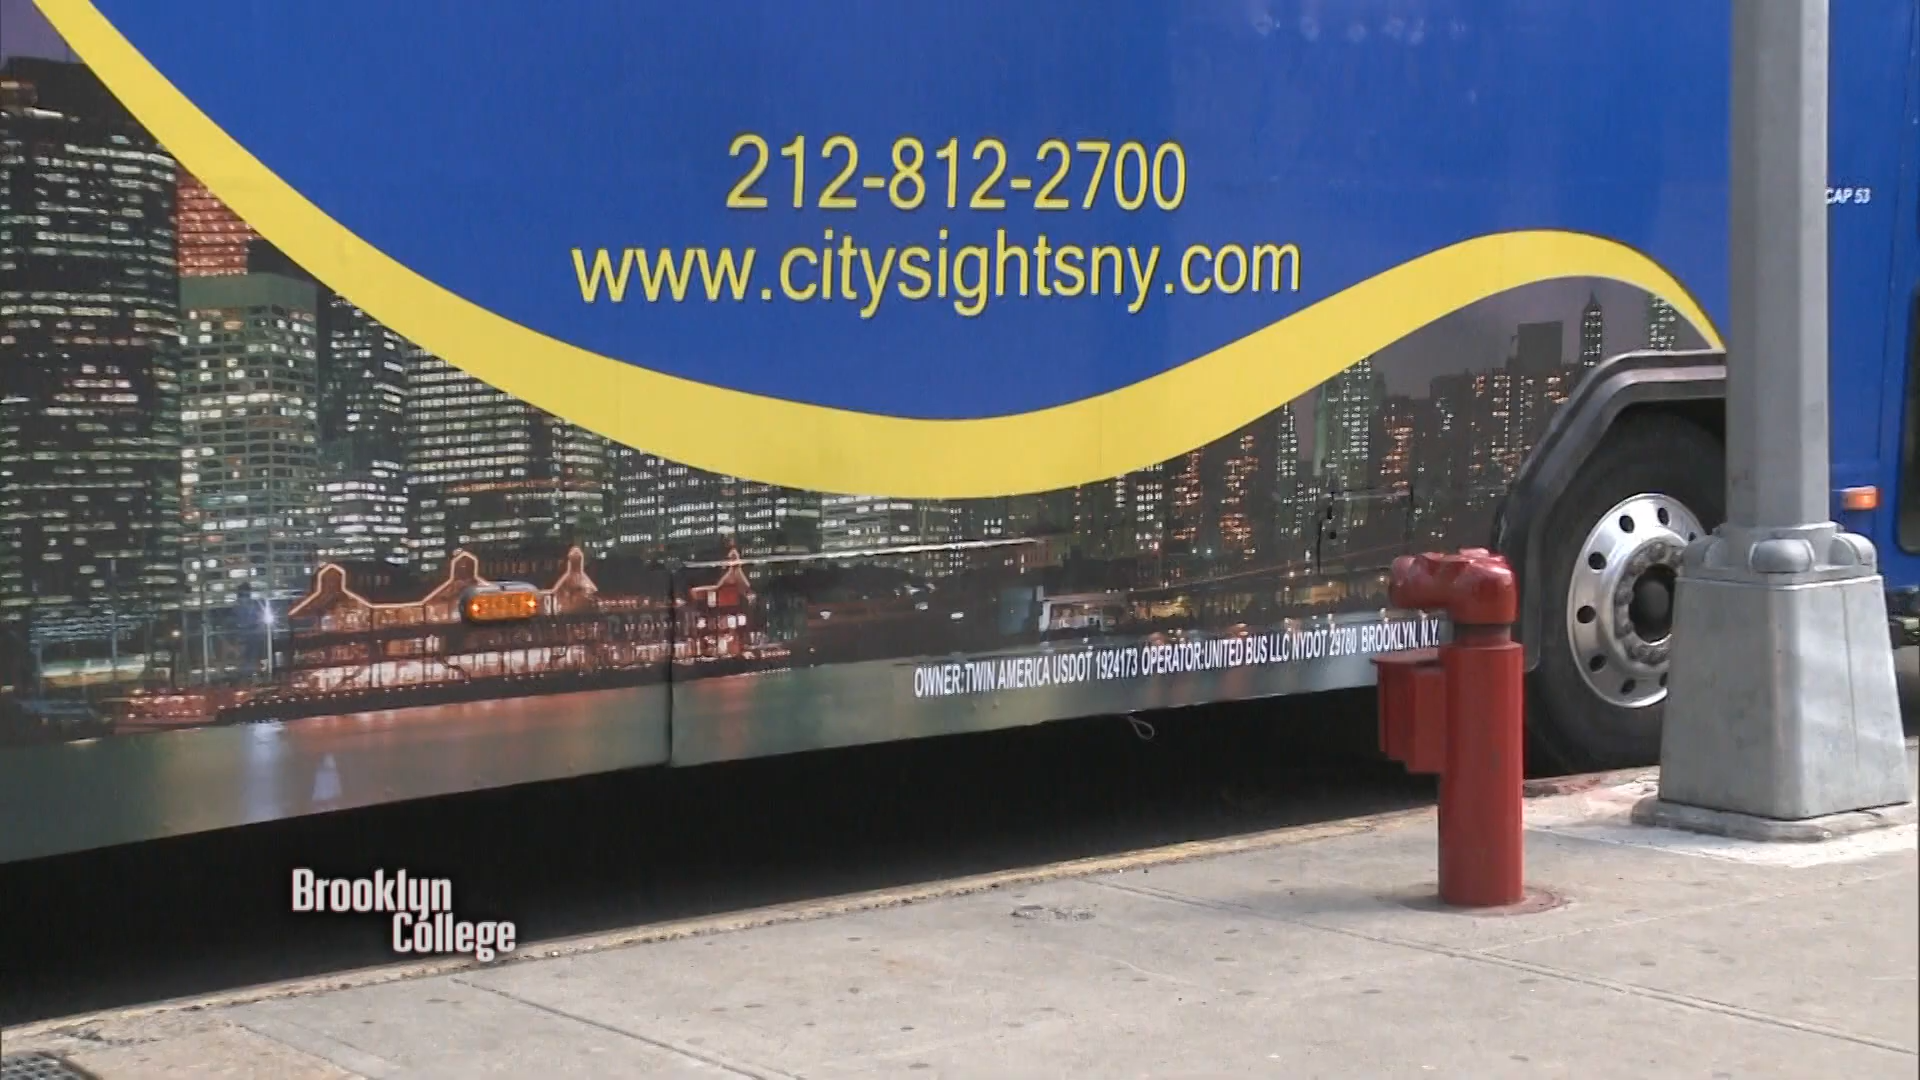 212-812-2700
www.citysightsny.com
CAP 53
OWNER:TWIN AMERICA USDOT 1924173 OPERATOR:UNITED BUS LLC NYDOT 29780 BROOKLYN, N.Y.
Brooklyn
College